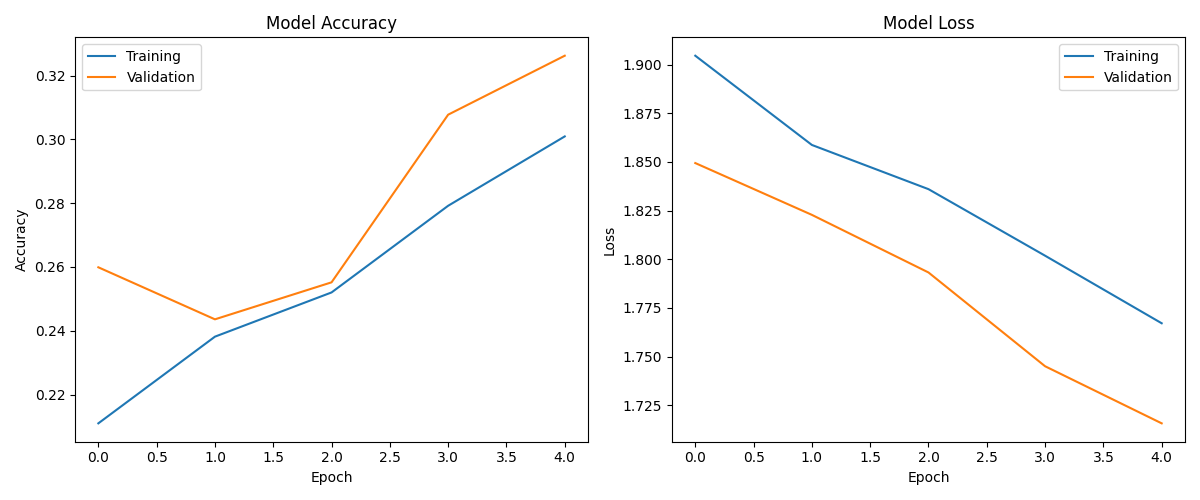 Model Accuracy
Training
Validation
0.32
0.30
0.28
0.26
0.24
0.22
Accuracy
0.0 0.5 1.0 1.5 2.0 2.5 3.0 3.5 4.0
Epoch
Model Loss
Training
Validation
1.900
1.875
1.850
1.825
1.800
1.775
1.750
1.725
Loss
0.0 0.5 1.0 1.5 2.0 2.5 3.0 3.5 4.0
Epoch